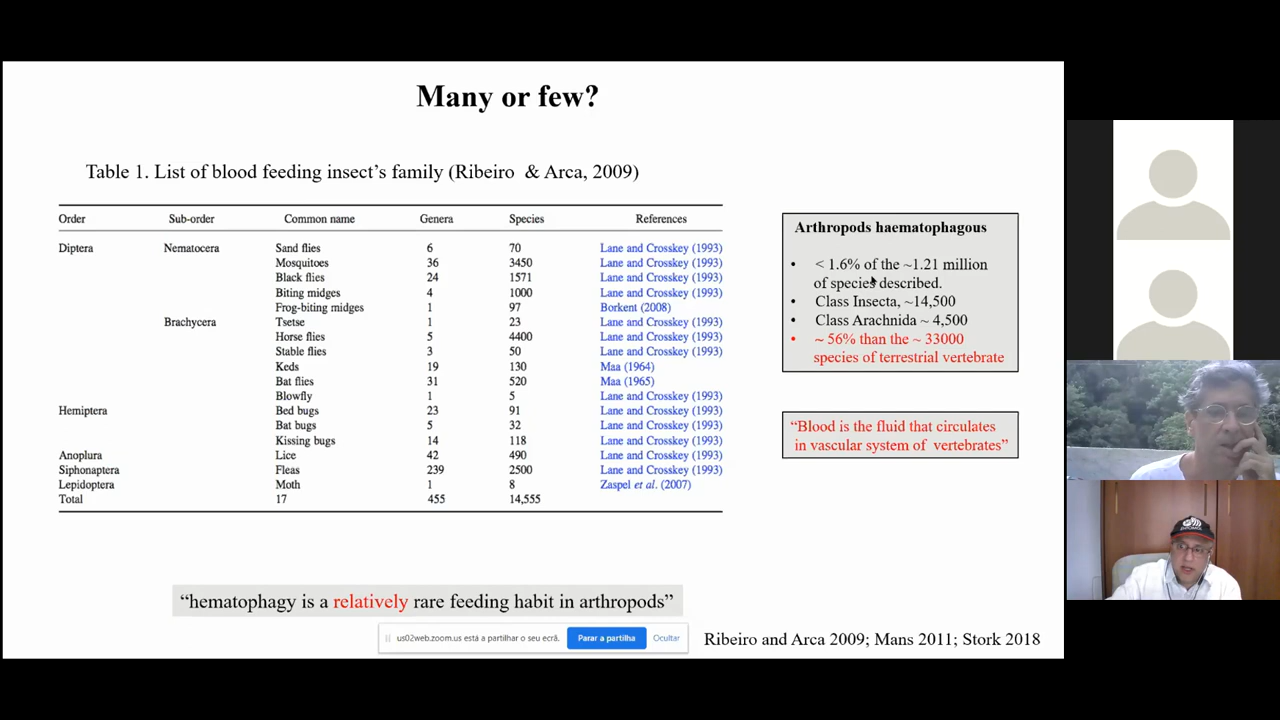 Many or few?
Table 1. List of blood feeding insect's family (Ribeiro & Arca, 2009)
Order Sub-order Common name Genera Species References
Diptera Nematocera Sand flies 6 70 Lane and Crosskey (1993)
Mosquitoes 36 3450 Lane and Crosskey (1993)
Black flies 24 1571 Lane and Crosskey (1993)
Biting midges 4 1000 Lane and Crosskey (1993)
Frog-biting midges 1 97 Borkent (2008)
Brachycera Tsetse 1 23 Lane and Crosskey (1993)
Horse flies 5 4400 Lane and Crosskey (1993)
Stable flies 3 50 Lane and Crosskey (1993)
Keds 19 130 Maa (1964)
Bat flies 31 520 Maa (1965)
Blowfly 1 5 Lane and Crosskey (1993)
Hemiptera Bed bugs 23 91 Lane and Crosskey (1993)
Bat bugs 5 32 Lane and Crosskey (1993)
Kissing bugs 14 118 Lane and Crosskey (1993)
Anoplura Lice 42 490 Lane and Crosskey (1993)
Siphonaptera Fleas 239 2500 Lane and Crosskey (1993)
Lepidoptera Moth 1 8 Zaspel et al. (2007)
Total 17 455 14,555
Arthropods haematophagous
• < 1.6% of the ~1.21 million
of species described.
• Class Insecta, ~14,500
• Class Arachnida ~ 4,500
• ~ 56% than the ~ 33000
species of terrestrial vertebrate
"Blood is the fluid that circulates
in vascular system of vertebrates"
"hematophagy is a relatively rare feeding habit in arthropods"
us02web.zoom.us está a partilhar o seu ecrã. Parar a partilha Ocultar
Ribeiro and Arca 2009; Mans 2011; Stork 2018